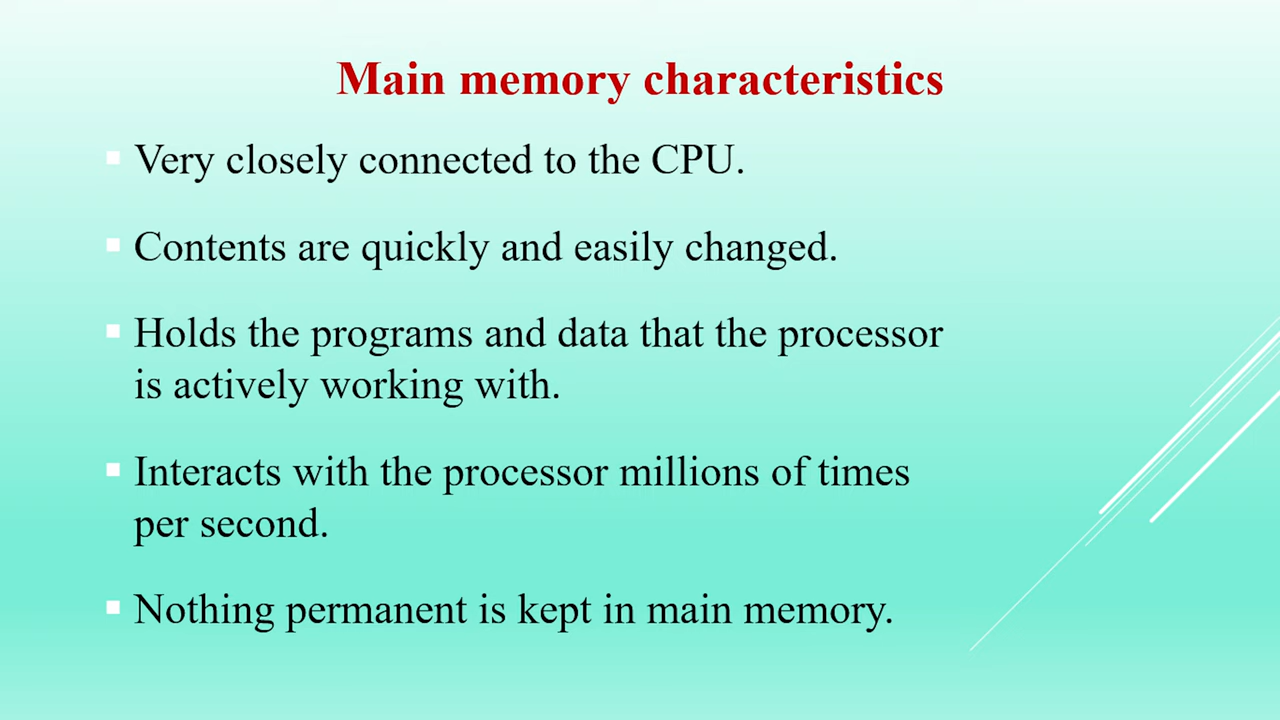 Main memory characteristics
Very closely connected to the CPU.
Contents are quickly and easily changed.
Holds the programs and data that the processor
is actively working with.
Interacts with the processor millions of times
per second.
Nothing permanent is kept in main memory.